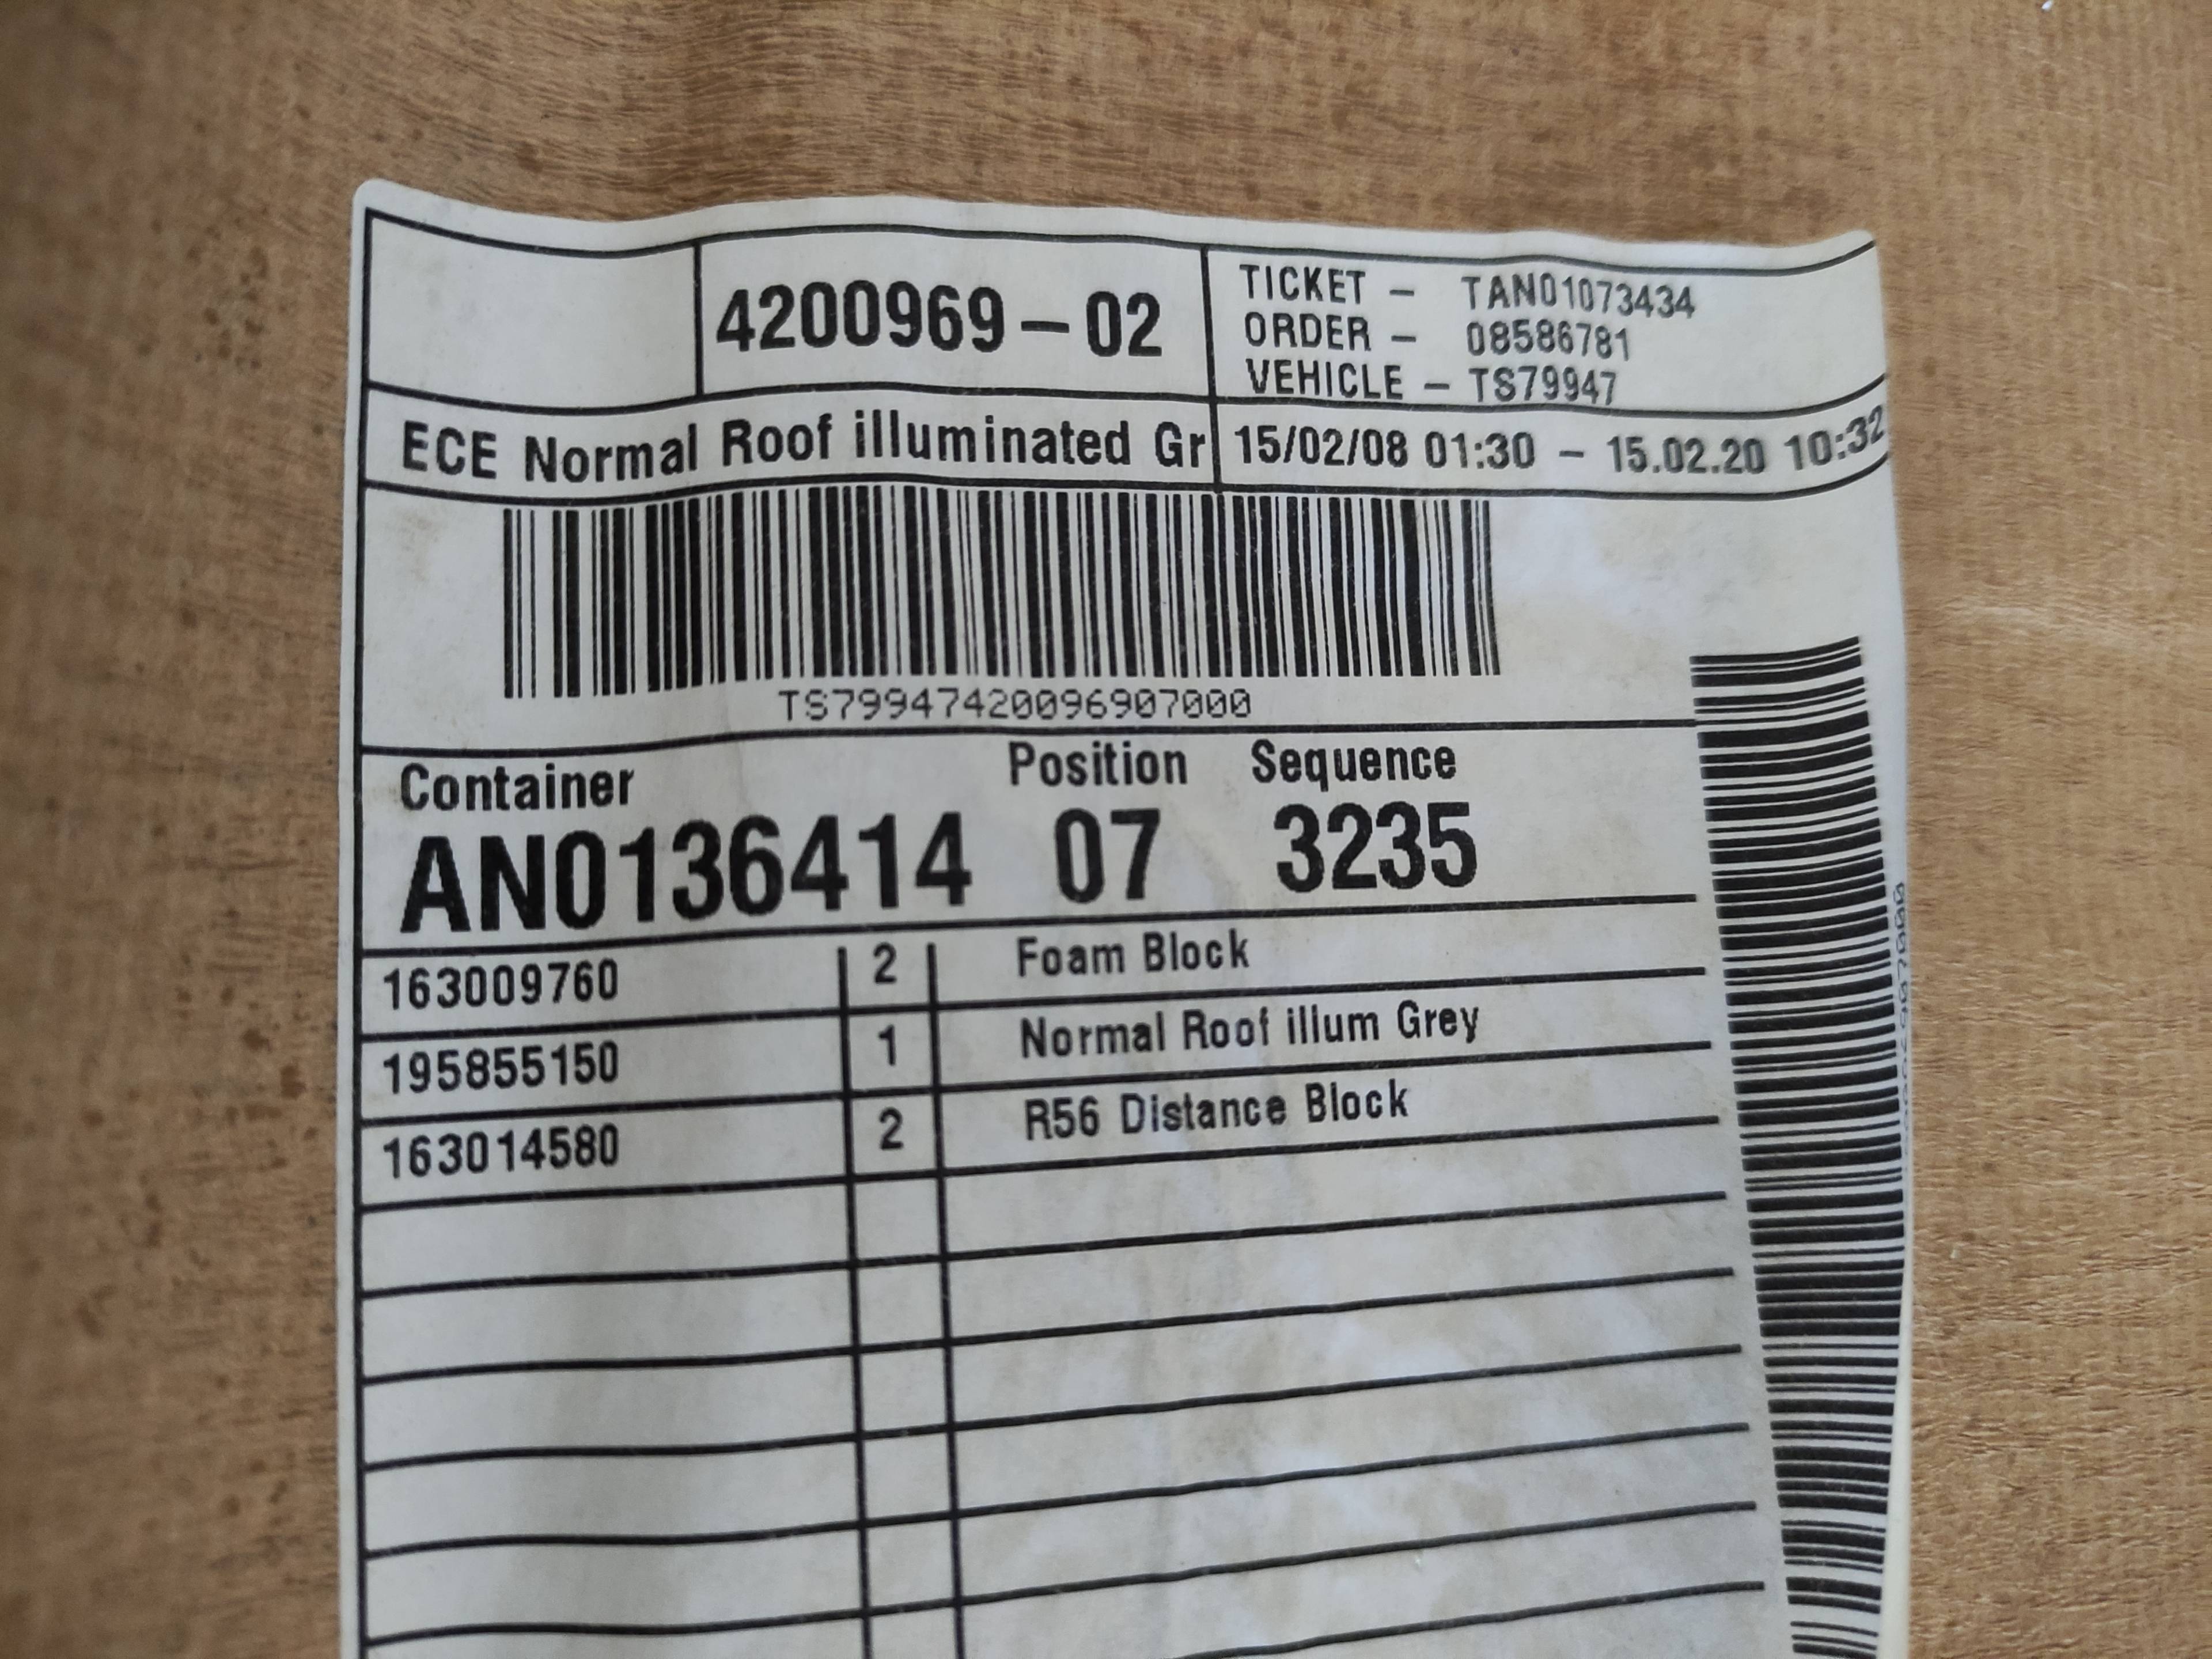 4200969-02
TICKET - TAN01073434
ORDER - 08586781
VEHICLE - TS79947
ECE Normal Roof illuminated Gr
15/02/08 01:30 - 15.02.20 10:32
TS799474200096907000
Container Position Sequence
AN0136414 07 3235
163009760 2 Foam Block
195855150 1 Normal Roof illum Grey
163014580 2 R56 Distance Block